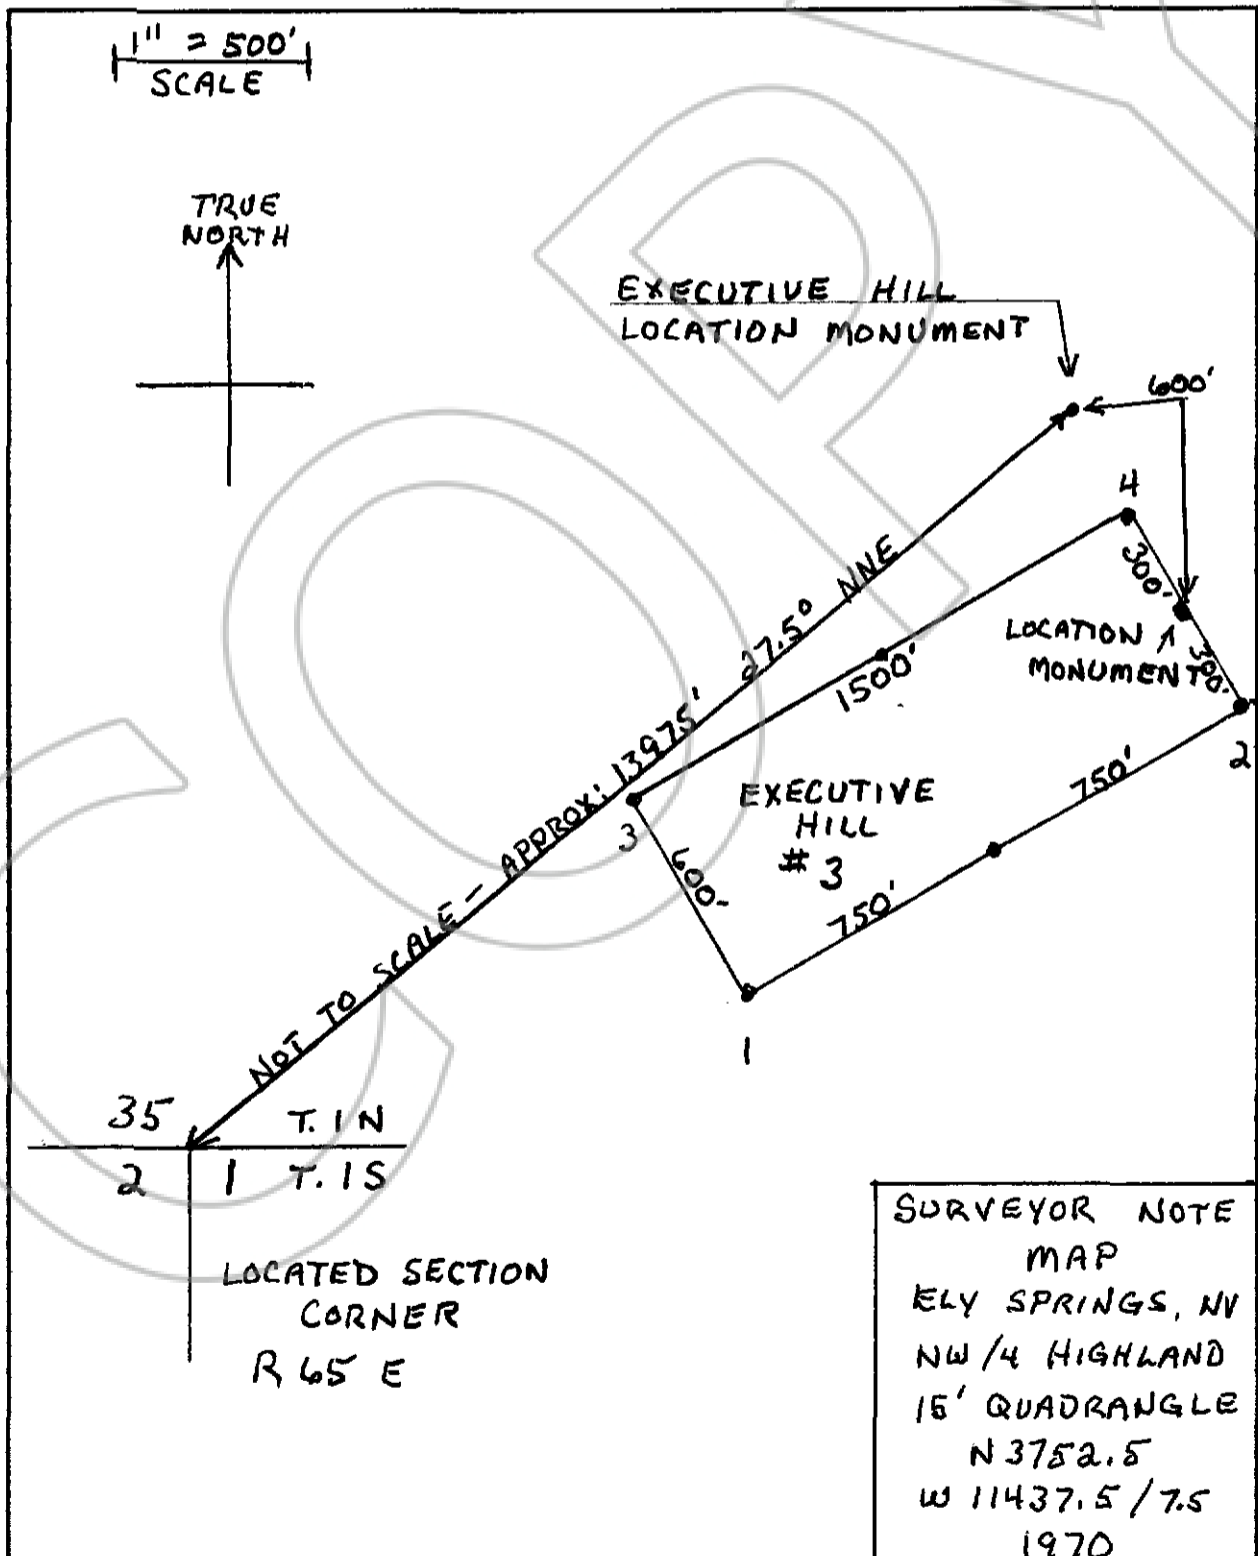 1" = 500'
SCALE
TRUE
NORTH
EXECUTIVE HILL
LOCATION MONUMENT
600'
4
300'
LOCATION
MONUMENT
300'
2
NOT TO SCALE - APPROX: 13975' 27.5° NNE
1500'
3
600'
EXECUTIVE
HILL
# 3
750'
750'
1
35 T. 1 N
2 1 T. 1 S
LOCATED SECTION
CORNER
R 65 E
SURVEYOR NOTE
MAP
ELY SPRINGS, NV
NW /4 HIGHLAND
15' QUADRANGLE
N 3752.5
W 11437.5 / 7.5
1970
COPY